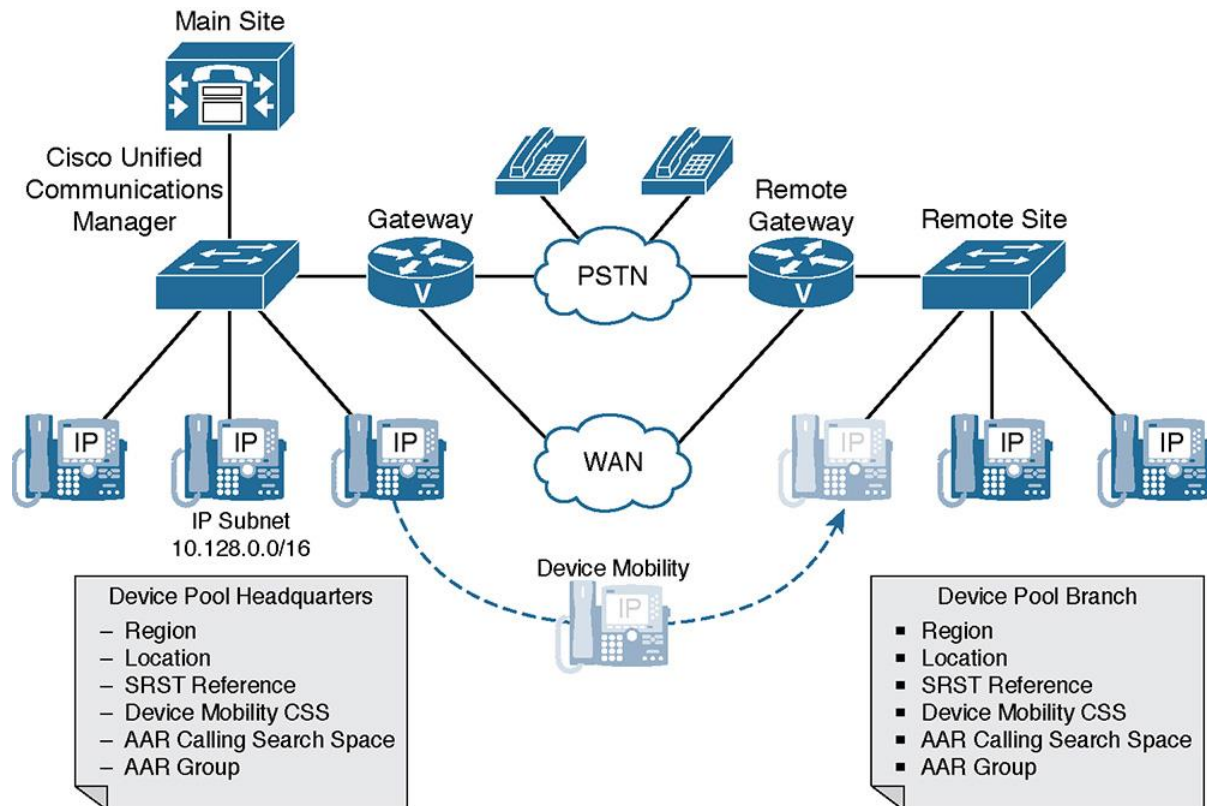 Main Site
Cisco Unified
Communications
Manager
Gateway
PSTN
Remote
Gateway
Remote Site
V
V
IP
IP
IP
WAN
IP
IP
IP
IP Subnet
10.128.0.0/16
Device Mobility
IP
Device Pool Headquarters
– Region
– Location
– SRST Reference
– Device Mobility CSS
– AAR Calling Search Space
– AAR Group
Device Pool Branch
▪ Region
▪ Location
▪ SRST Reference
▪ Device Mobility CSS
▪ AAR Calling Search Space
▪ AAR Group